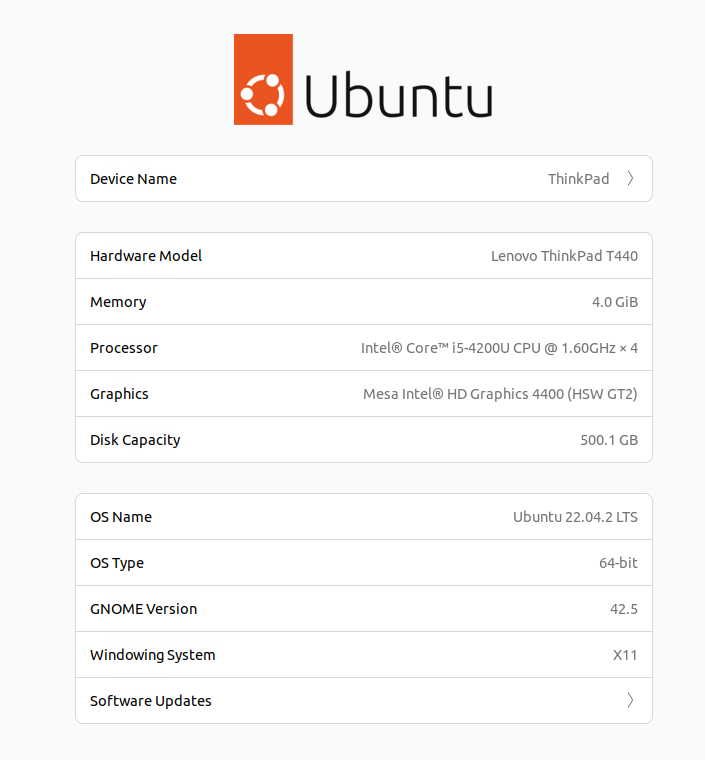 Ubuntu
Device Name ThinkPad
Hardware Model Lenovo ThinkPad T440
Memory 4.0 GiB
Processor Intel® Core™ i5-4200U CPU @ 1.60GHz × 4
Graphics Mesa Intel® HD Graphics 4400 (HSW GT2)
Disk Capacity 500.1 GB
OS Name Ubuntu 22.04.2 LTS
OS Type 64-bit
GNOME Version 42.5
Windowing System X11
Software Updates